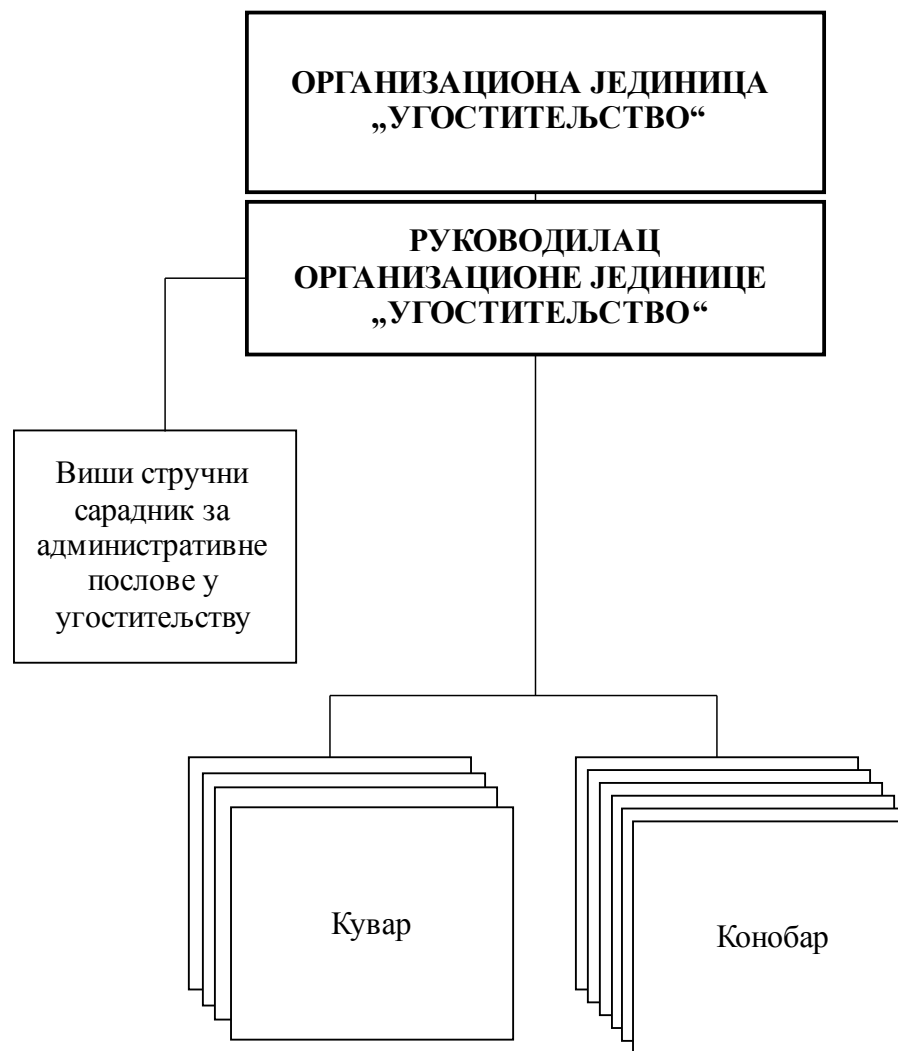 ОРГАНИЗАЦИОНА ЈЕДИНИЦА
„УГОСТИТЕЉСТВО“
РУКОВОДИЛАЦ
ОРГАНИЗАЦИОНЕ ЈЕДИНИЦЕ
„УГОСТИТЕЉСТВО“
Виши стручни
сарадник за
административне
послове у
угоститељству
Кувар
Конобар